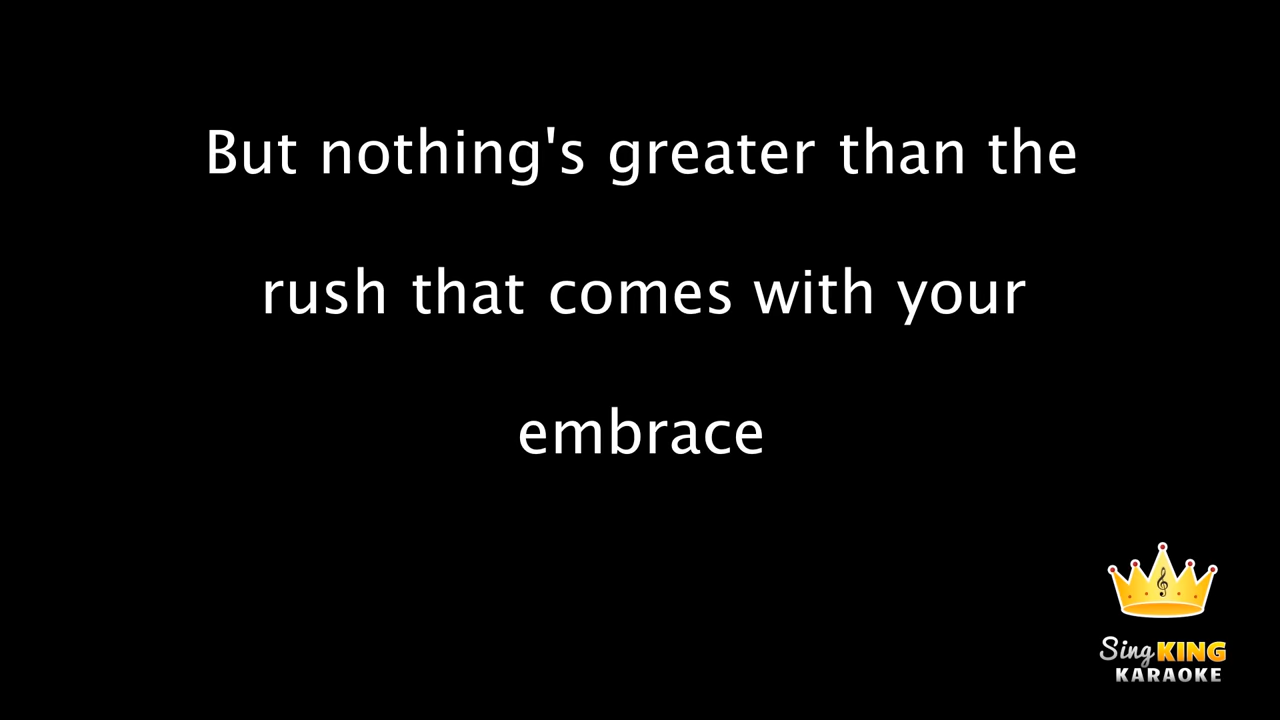 But nothing's greater than the
rush that comes with your
embrace
Sing KING
KARAOKE